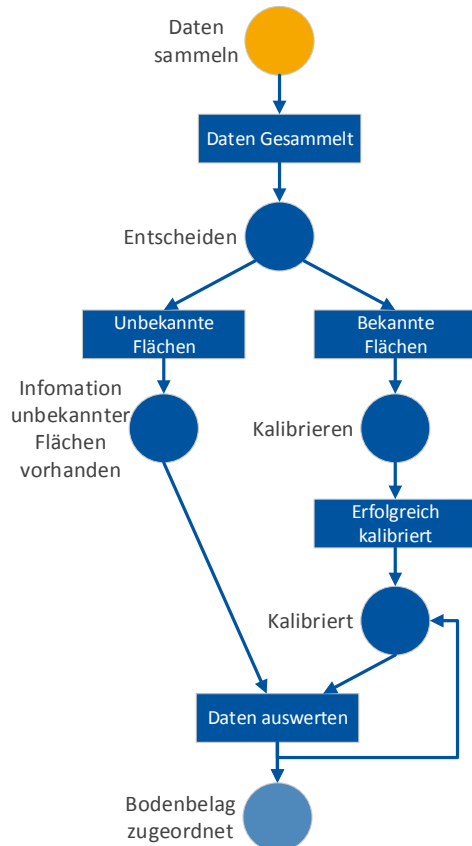 Daten
sammeln
Daten Gesammelt
Entscheiden
Unbekannte
Flächen
Bekannte
Flächen
Infomation
unbekannter
Flächen
vorhanden
Kalibrieren
Erfolgreich
kalibriert
Kalibriert
Daten auswerten
Bodenbelag
zugeordnet